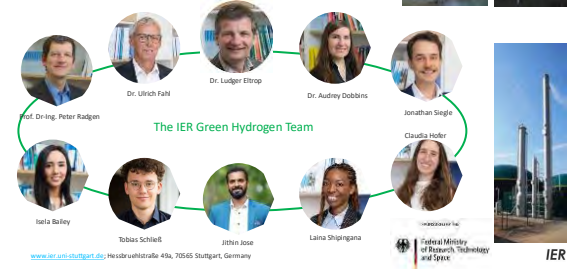 Dr. Ludger Eltrop
Dr. Ulrich Fahl
Dr. Audrey Dobbins
Prof. Dr-Ing. Peter Radgen
Jonathan Siegle
The IER Green Hydrogen Team
Claudia Hofer
Isela Bailey
Tobias Schließ
Jithin Jose
Laina Shipingana
Federal Ministry
of Research, Technology
and Space
IER
www.ier.uni-stuttgart.de; Hessbruehlstraße 49a, 70565 Stuttgart, Germany